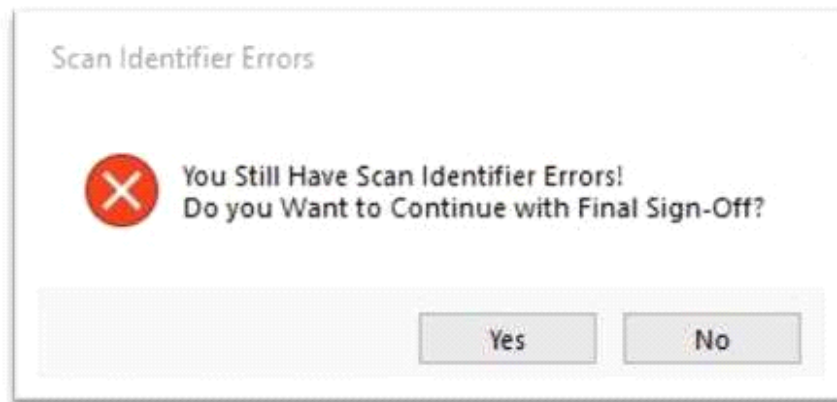 Scan Identifier Errors
You Still Have Scan Identifier Errors!
Do you Want to Continue with Final Sign-Off?
Yes
No